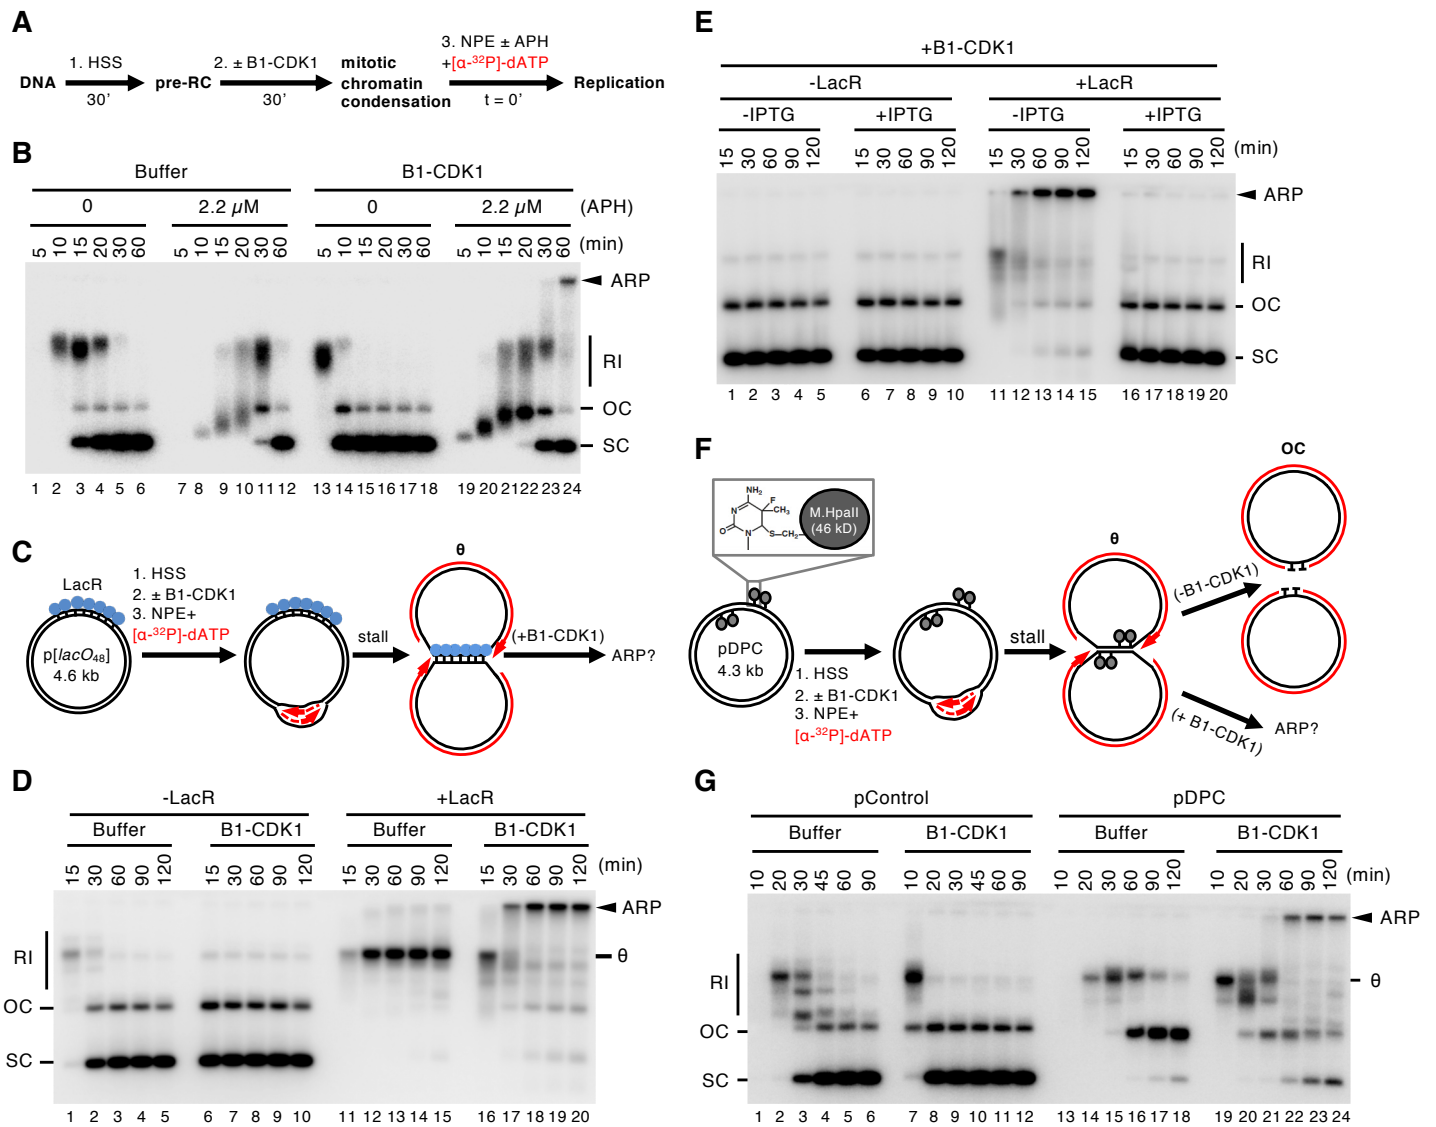 A
DNA
1. HSS
30'
pre-RC
2. ± B1-CDK1
30'
mitotic
chromatin
condensation
3. NPE ± APH
+[α-³²P]-dATP
t = 0'
Replication
B
Buffer
B1-CDK1
0
2.2 µM
0
2.2 µM
(APH)
5 10 15 20 30 60 5 10 15 20 30 60 5 10 15 20 30 60 5 10 15 20 30 60 (min)
ARP
RI
OC
SC
1 2 3 4 5 6 7 8 9 10 11 12 13 14 15 16 17 18 19 20 21 22 23 24
C
LacR
p[lacO₄₈]
4.6 kb
1. HSS
2. ± B1-CDK1
3. NPE+
[α-³²P]-dATP
stall
θ
(+B1-CDK1)
ARP?
D
-LacR
+LacR
Buffer
B1-CDK1
Buffer
B1-CDK1
15 30 60 90 120 15 30 60 90 120 15 30 60 90 120 15 30 60 90 120 (min)
ARP
RI
θ
OC
SC
1 2 3 4 5 6 7 8 9 10 11 12 13 14 15 16 17 18 19 20
E
+B1-CDK1
-LacR
+LacR
-IPTG
+IPTG
-IPTG
+IPTG
15 30 60 90 120 15 30 60 90 120 15 30 60 90 120 15 30 60 90 120 (min)
ARP
RI
OC
SC
1 2 3 4 5 6 7 8 9 10 11 12 13 14 15 16 17 18 19 20
F
NH₂
N
F
CH₃
O
N
S-CH₂
M.HpaII
(46 kD)
pDPC
4.3 kb
1. HSS
2. ± B1-CDK1
3. NPE+
[α-³²P]-dATP
stall
θ
(-B1-CDK1)
OC
(+ B1-CDK1)
ARP?
G
pControl
pDPC
Buffer
B1-CDK1
Buffer
B1-CDK1
10 20 30 45 60 90 10 20 30 45 60 90 10 20 30 60 90 120 10 20 30 60 90 120 (min)
ARP
RI
θ
OC
SC
1 2 3 4 5 6 7 8 9 10 11 12 13 14 15 16 17 18 19 20 21 22 23 24